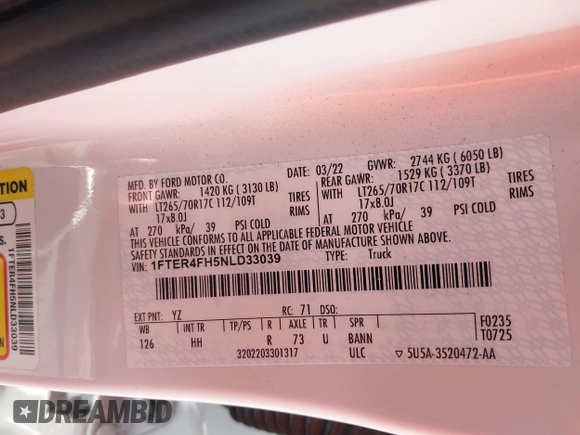 MFD. BY FORD MOTOR CO.
DATE: 03/22 GVWR: 2744 KG ( 6050 LB)
FRONT GAWR: 1420 KG ( 3130 LB)
REAR GAWR: 1529 KG ( 3370 LB)
WITH LT265/70R17C 112/109T TIRES
WITH LT265/70R17C 112/109T TIRES
17x8.0J RIMS
17x8.0J RIMS
AT 270 kPa/ 39 PSI COLD
AT 270 kPa/ 39 PSI COLD
THIS VEHICLE CONFORMS TO ALL APPLICABLE FEDERAL MOTOR VEHICLE
SAFETY AND THEFT PREVENTION STANDARDS IN EFFECT ON THE DATE OF MANUFACTURE SHOWN ABOVE.
VIN: 1FTER4FH5NLD33039
TYPE: Truck
EXT PNT: YZ RC: 71 DSO:
WB INT TR TP/PS R AXLE TR SPR
126 HH R 73 U BANN
3202203301317 ULC 5U5A-3520472-AA
F0235
T0725
1FTER4FH5NLD33039
DREAMBID